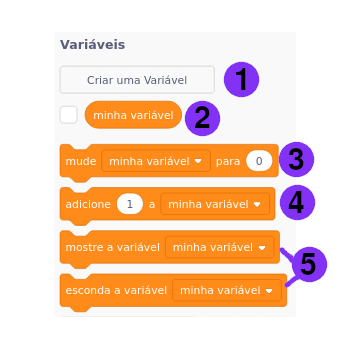 Variáveis
Criar uma Variável 1
minha variável 2
mude minha variável para 0 3
adicione 1 a minha variável 4
mostre a variável minha variável
5
esconda a variável minha variável